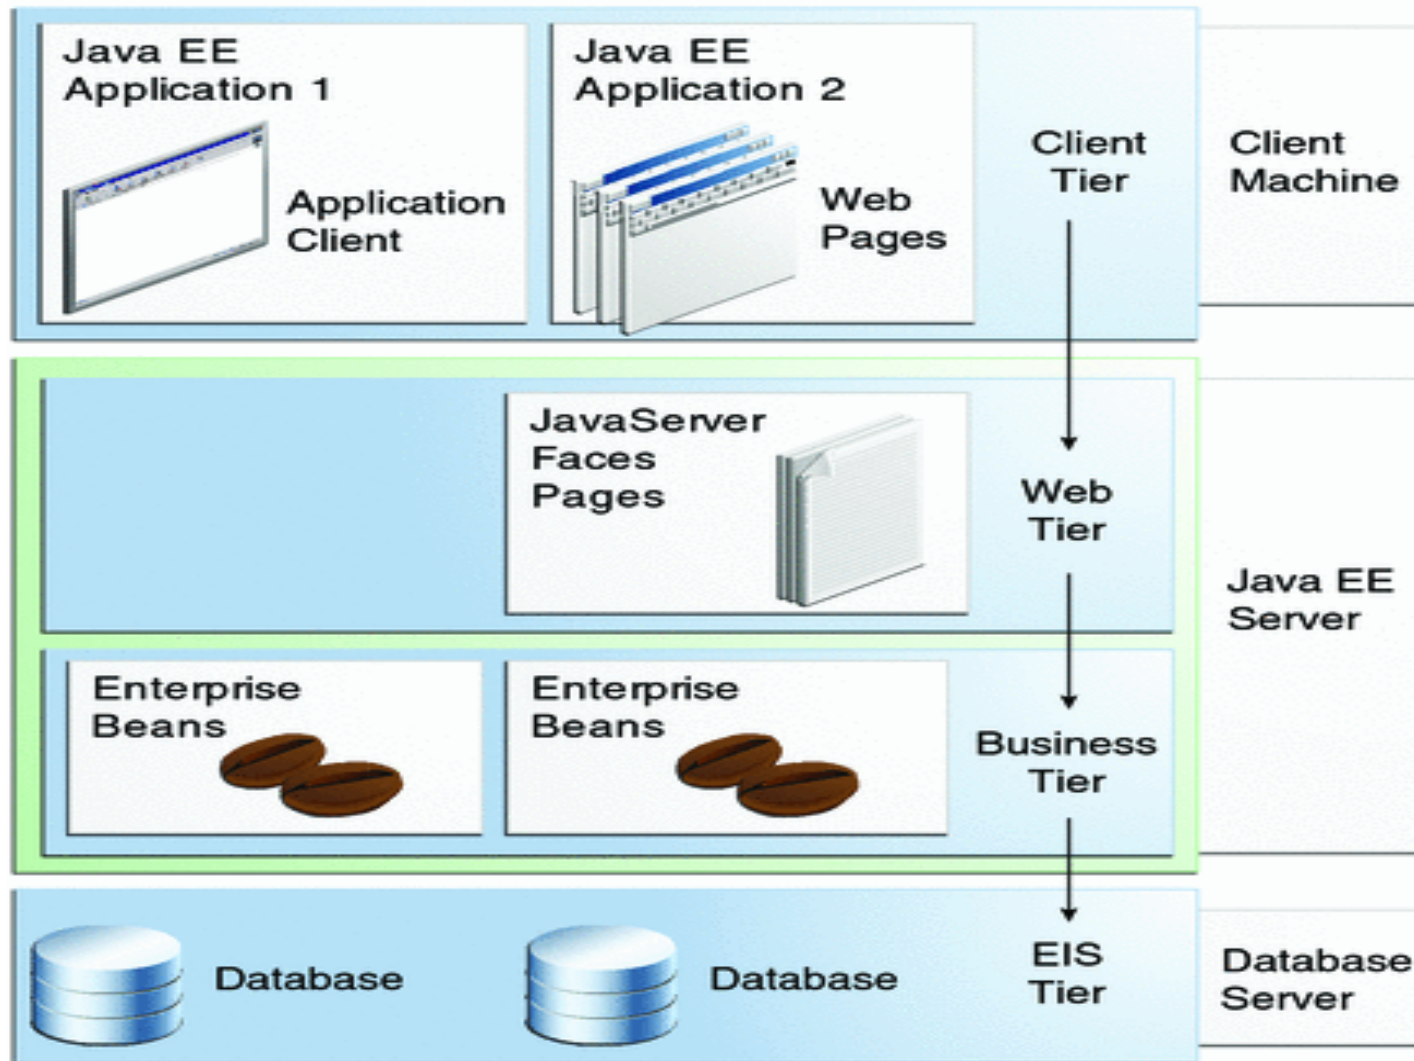 Java EE
Application 1
Application
Client
Java EE
Application 2
Web
Pages
Client
Tier
Client
Machine
JavaServer
Faces
Pages
Web
Tier
Java EE
Server
Enterprise
Beans
Enterprise
Beans
Business
Tier
Database
Database
EIS
Tier
Database
Server